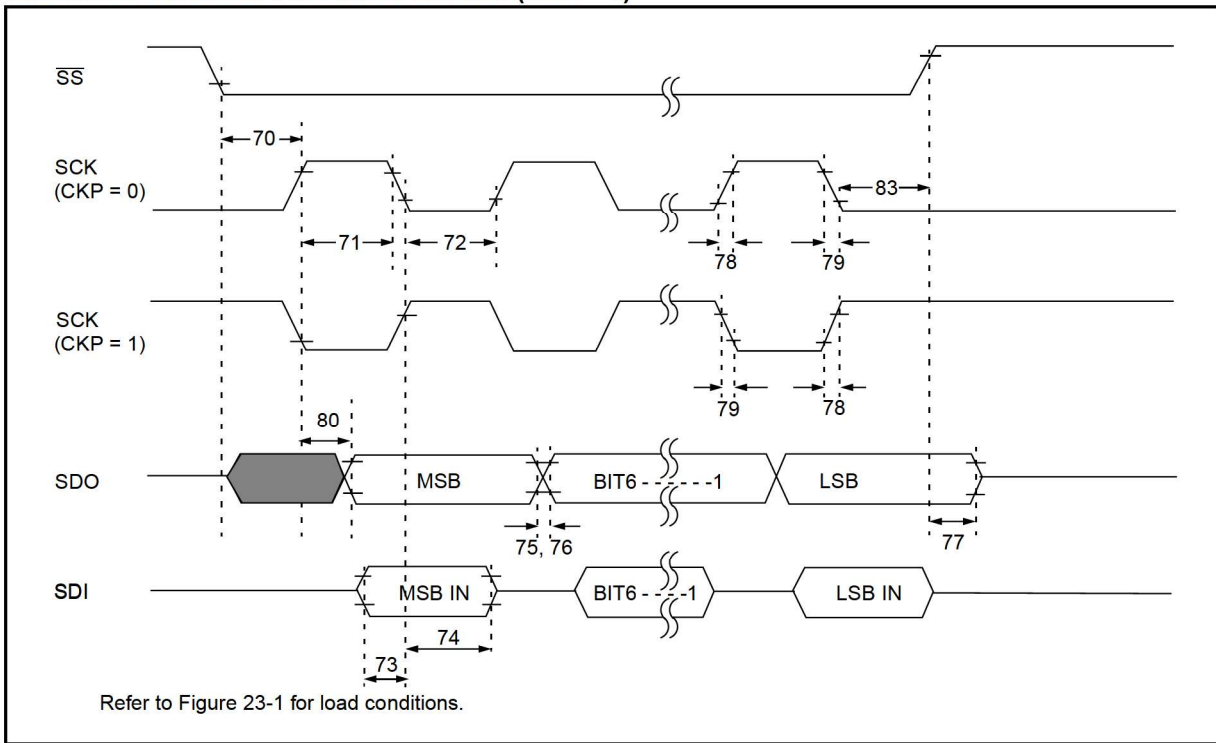 SS
70
SCK
(CKP = 0)
83
71
72
78
79
SCK
(CKP = 1)
79
78
80
SDO
MSB
BIT6 - - - - - -1
LSB
75, 76
77
SDI
MSB IN
BIT6 - - - -1
LSB IN
74
73
Refer to Figure 23-1 for load conditions.